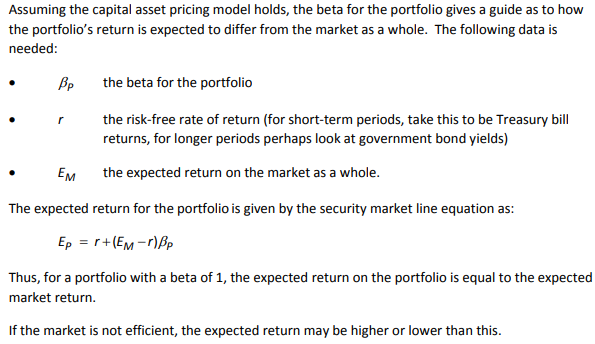 Assuming the capital asset pricing model holds, the beta for the portfolio gives a guide as to how
the portfolio's return is expected to differ from the market as a whole. The following data is
needed:
• βP the beta for the portfolio
• r the risk-free rate of return (for short-term periods, take this to be Treasury bill
returns, for longer periods perhaps look at government bond yields)
• EM the expected return on the market as a whole.
The expected return for the portfolio is given by the security market line equation as:
EP = r+(EM −r)βP
Thus, for a portfolio with a beta of 1, the expected return on the portfolio is equal to the expected
market return.
If the market is not efficient, the expected return may be higher or lower than this.